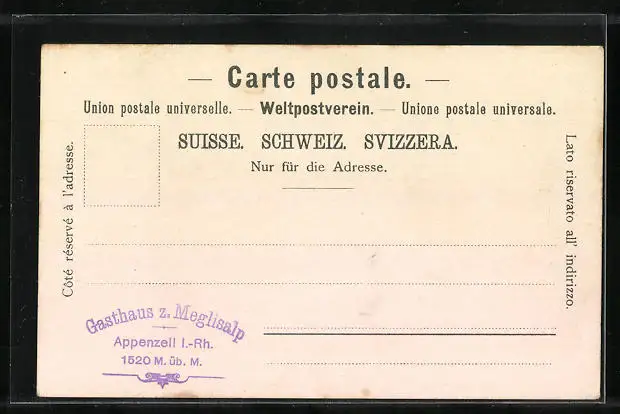 — Carte postale. —
Union postale universelle. — Weltpostverein. — Unione postale universale.
SUISSE. SCHWEIZ. SVIZZERA.
Nur für die Adresse.
Côté réservé à l'adresse.
Lato riservato all' indirizzo.
Gasthaus z. Meglisalp
Appenzell I.-Rh.
1520 M. üb. M.